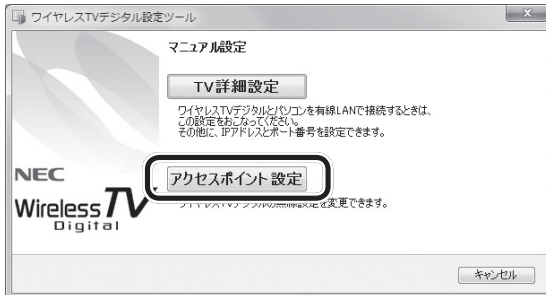 ワイヤレスTVデジタル設定ツール
マニュアル設定
TV詳細設定
ワイヤレスTVデジタルとパソコンを有線LANで接続するときは、
この設定をおこなってください。
その他に、IPアドレスとポート番号を設定できます。
アクセスポイント設定
ワイヤレスTVデジタルの無線設定を変更できます。
NEC
Wireless TV
Digital
キャンセル